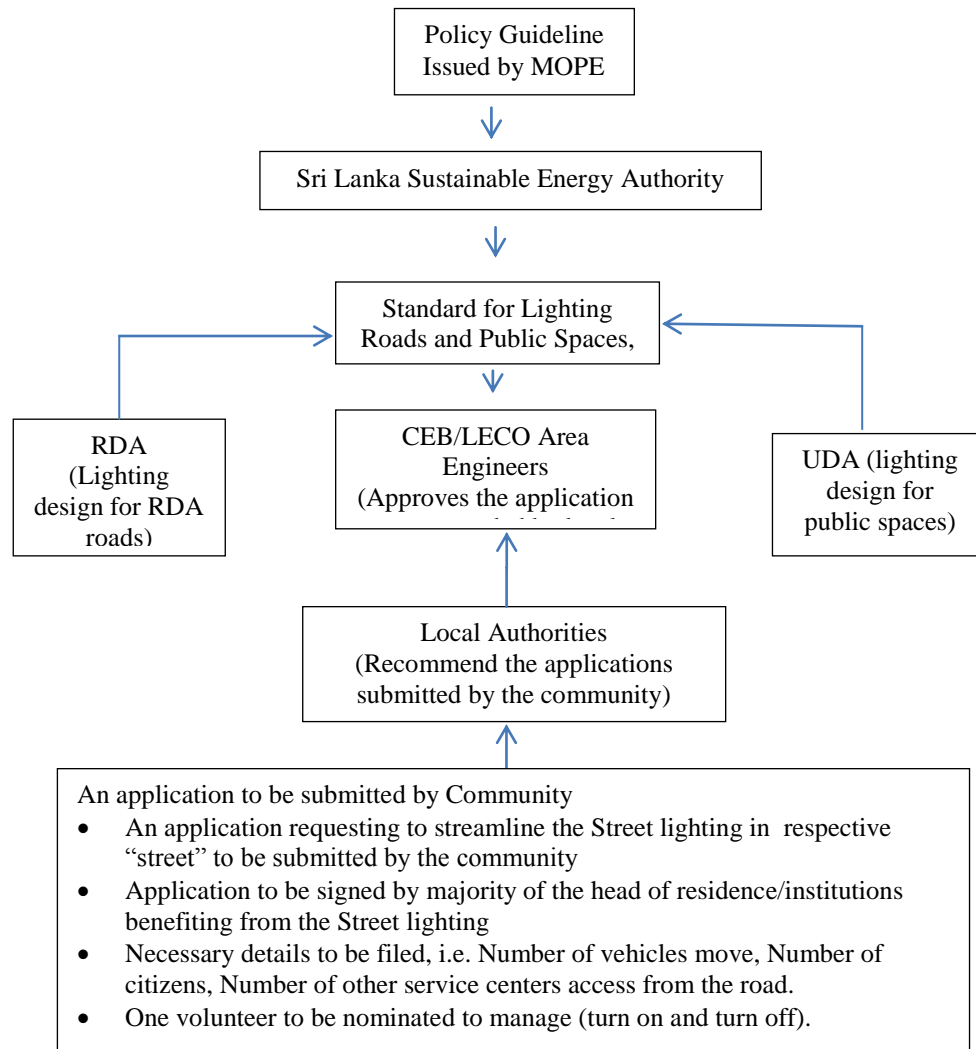 Policy Guideline
Issued by MOPE
Sri Lanka Sustainable Energy Authority
Standard for Lighting
Roads and Public Spaces,
RDA
(Lighting
design for RDA
roads)
CEB/LECO Area
Engineers
(Approves the application
UDA (lighting
design for
public spaces)
Local Authorities
(Recommend the applications
submitted by the community)
An application to be submitted by Community
• An application requesting to streamline the Street lighting in respective
“street” to be submitted by the community
• Application to be signed by majority of the head of residence/institutions
benefiting from the Street lighting
• Necessary details to be filed, i.e. Number of vehicles move, Number of
citizens, Number of other service centers access from the road.
• One volunteer to be nominated to manage (turn on and turn off).